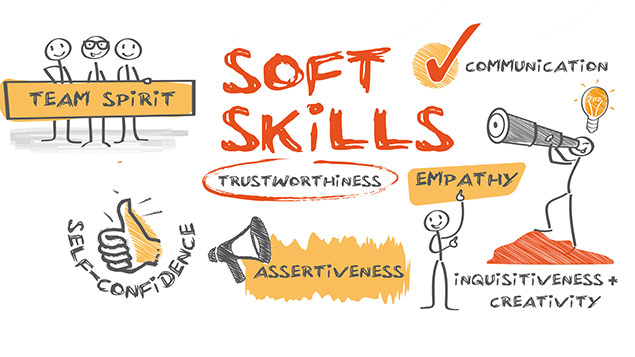 TEAM SPIRIT
SOFT
SKILLS
COMMUNICATION
TRUSTWORTHINESS
EMPATHY
SELF-CONFIDENCE
ASSERTIVENESS
INQUISITIVENESS +
CREATIVITY